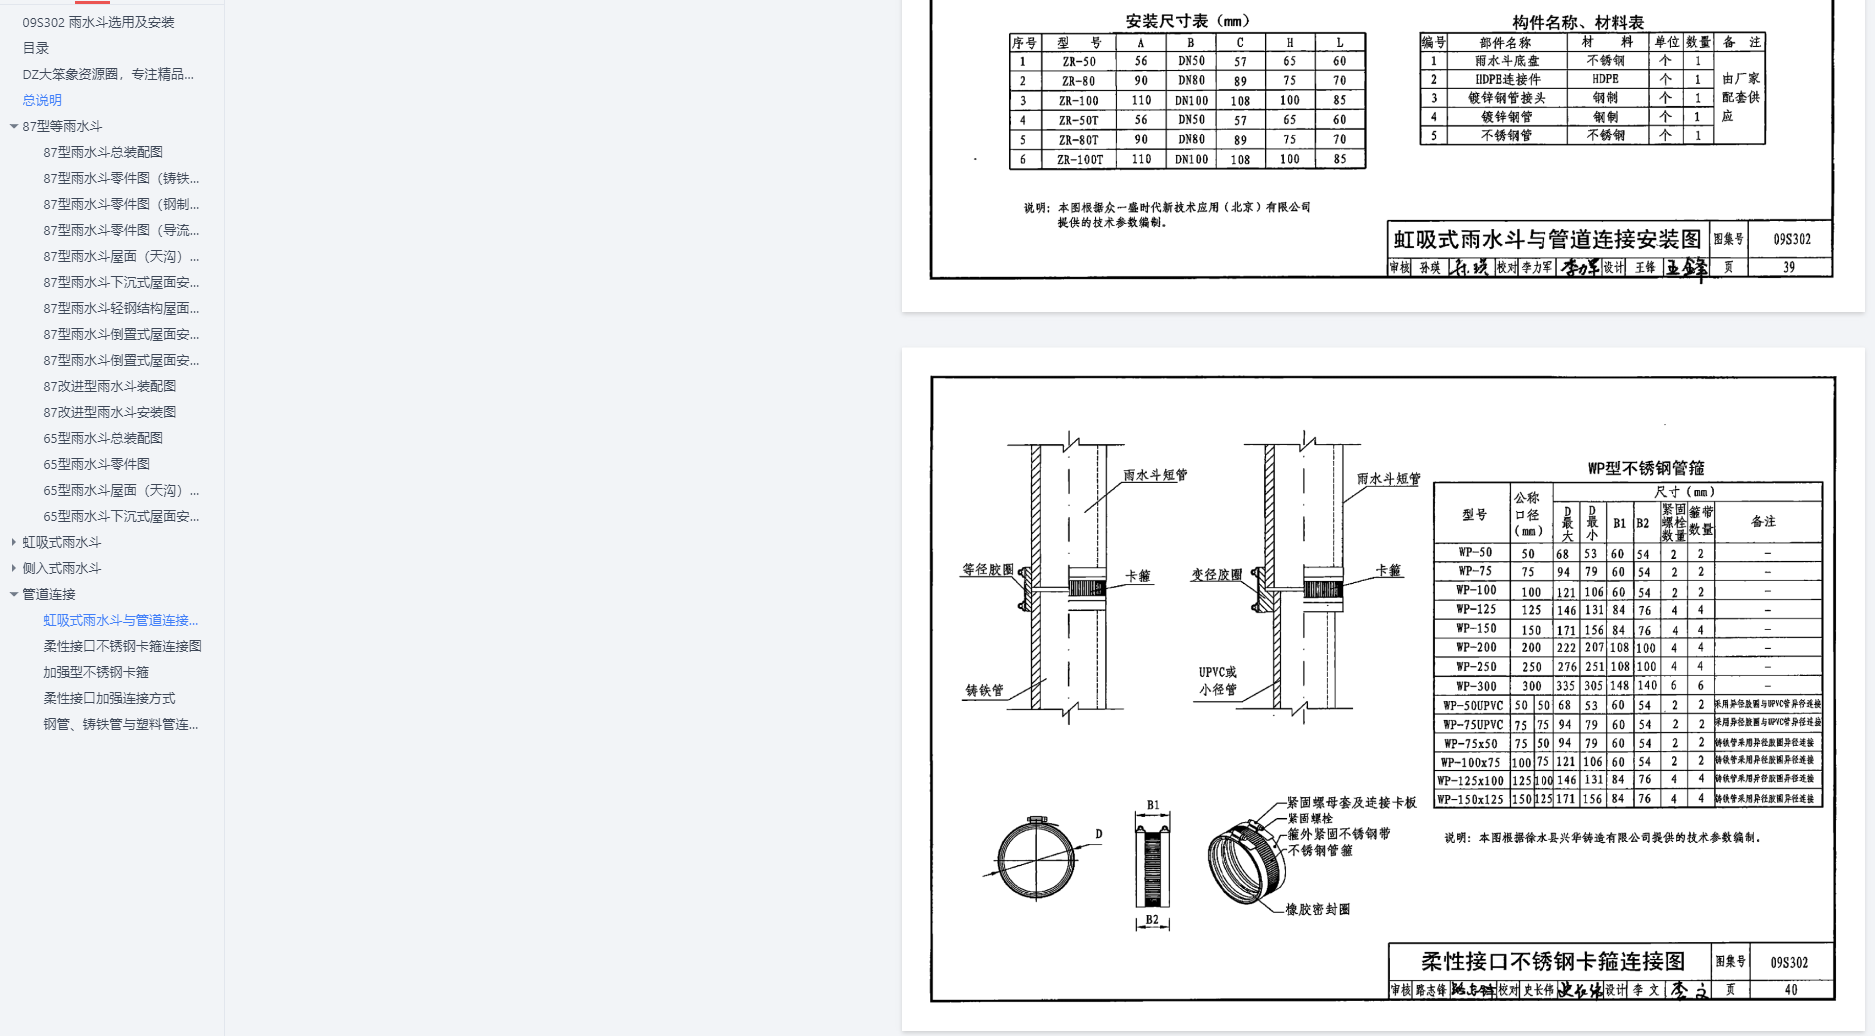 09S302 雨水斗选用及安装
目录
DZ大笨象资源圈，专注精品...
总说明
87型等雨水斗
87型雨水斗总装配图
87型雨水斗零件图（铸铁...
87型雨水斗零件图（钢制...
87型雨水斗零件图（导流...
87型雨水斗屋面（天沟）...
87型雨水斗下沉式屋面安...
87型雨水斗轻钢结构屋面...
87型雨水斗倒置式屋面安...
87型雨水斗倒置式屋面安...
87改进型雨水斗装配图
87改进型雨水斗安装图
65型雨水斗总装配图
65型雨水斗零件图
65型雨水斗屋面（天沟）...
65型雨水斗下沉式屋面安...
虹吸式雨水斗
侧入式雨水斗
管道连接
虹吸式雨水斗与管道连接...
柔性接口不锈钢卡箍连接图
加强型不锈钢卡箍
柔性接口加强连接方式
钢管、铸铁管与塑料管连...
安装尺寸表（mm）
序号 型 号 A B C H L
1 ZR-50 56 DN50 57 65 60
2 ZR-80 90 DN80 89 75 70
3 ZR-100 110 DN100 108 100 85
4 ZR-50T 56 DN50 57 65 60
5 ZR-80T 90 DN80 89 75 70
6 ZR-100T 110 DN100 108 100 85
构件名称、材料表
编号 部件名称 材 料 单位 数量 备 注
1 雨水斗底盘 不锈钢 个 1
2 HDPE连接件 HDPE 个 1
3 镀锌钢管接头 钢制 个 1
4 镀锌钢管 钢制 个 1
5 不锈钢管 不锈钢 个 1
由厂家
配套供
应
说明：本图根据众一盛时代新技术应用（北京）有限公司
提供的技术参数编制。
虹吸式雨水斗与管道连接安装图 图集号 09S302
审核 孙瑛 孙瑛 校对 李力军 李力军 设计 王锋 王锋 页 39
雨水斗短管
等径胶圈
卡箍
铸铁管
雨水斗短管
变径胶圈
卡箍
UPVC或
小径管
WP型不锈钢管箍
型号 公称口径(mm) 尺寸（mm）
D最大 D最小 B1 B2 紧固螺栓数量 箍带数量 备注
WP-50 50 68 53 60 54 2 2 -
WP-75 75 94 79 60 54 2 2 -
WP-100 100 121 106 60 54 2 2 -
WP-125 125 146 131 84 76 4 4 -
WP-150 150 171 156 84 76 4 4 -
WP-200 200 222 207 108 100 4 4 -
WP-250 250 276 251 108 100 4 4 -
WP-300 300 335 305 148 140 6 6 -
WP-50UPVC 50 50 68 53 60 54 2 2 采用异径胶圈与UPVC管异径连接
WP-75UPVC 75 75 94 79 60 54 2 2 采用异径胶圈与UPVC管异径连接
WP-75x50 75 50 94 79 60 54 2 2 铸铁管采用异径胶圈异径连接
WP-100x75 100 75 121 106 60 54 2 2 铸铁管采用异径胶圈异径连接
WP-125x100 125 100 146 131 84 76 4 4 铸铁管采用异径胶圈异径连接
WP-150x125 150 125 171 156 84 76 4 4 铸铁管采用异径胶圈异径连接
说明：本图根据徐水县兴华铸造有限公司提供的技术参数编制。
D
B1
B2
紧固螺母套及连接卡板
紧固螺栓
箍外紧固不锈钢带
不锈钢管箍
橡胶密封圈
柔性接口不锈钢卡箍连接图 图集号 09S302
审核 路志锋 路志锋 校对 史长伟 史长伟 设计 李文 李文 页 40